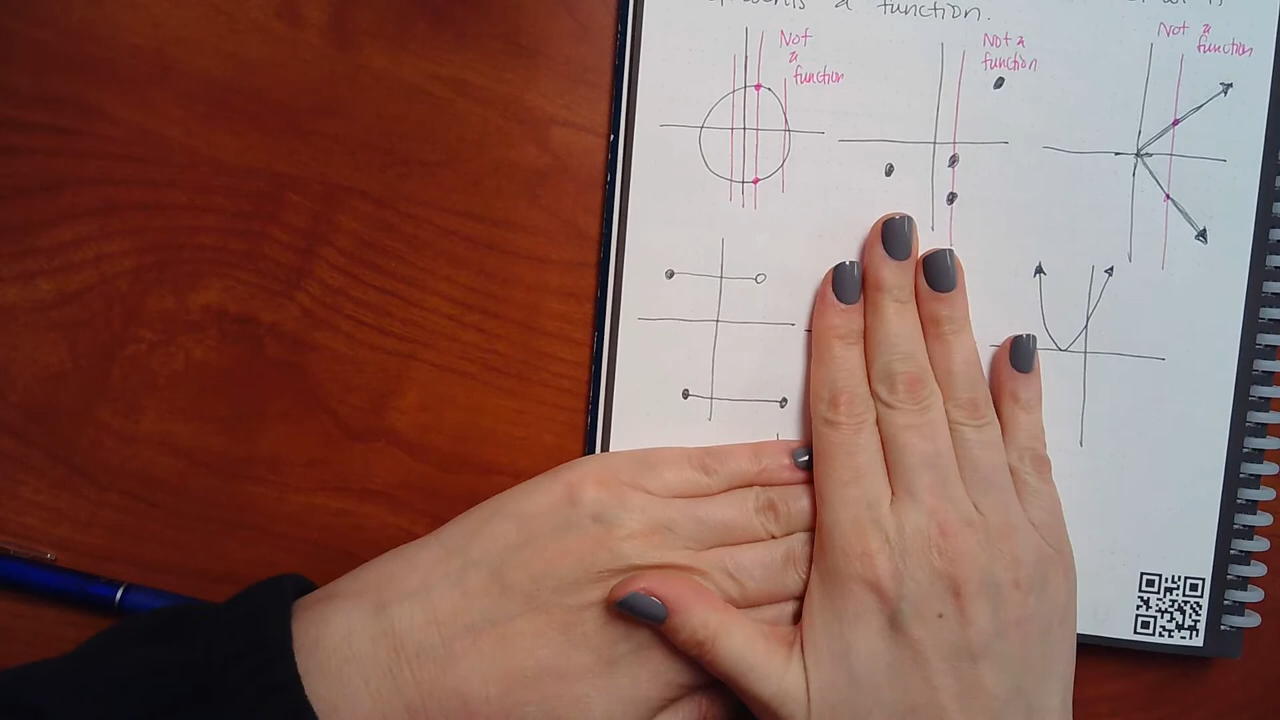 a function.
Not
a
function
Not a
function
Not a
function